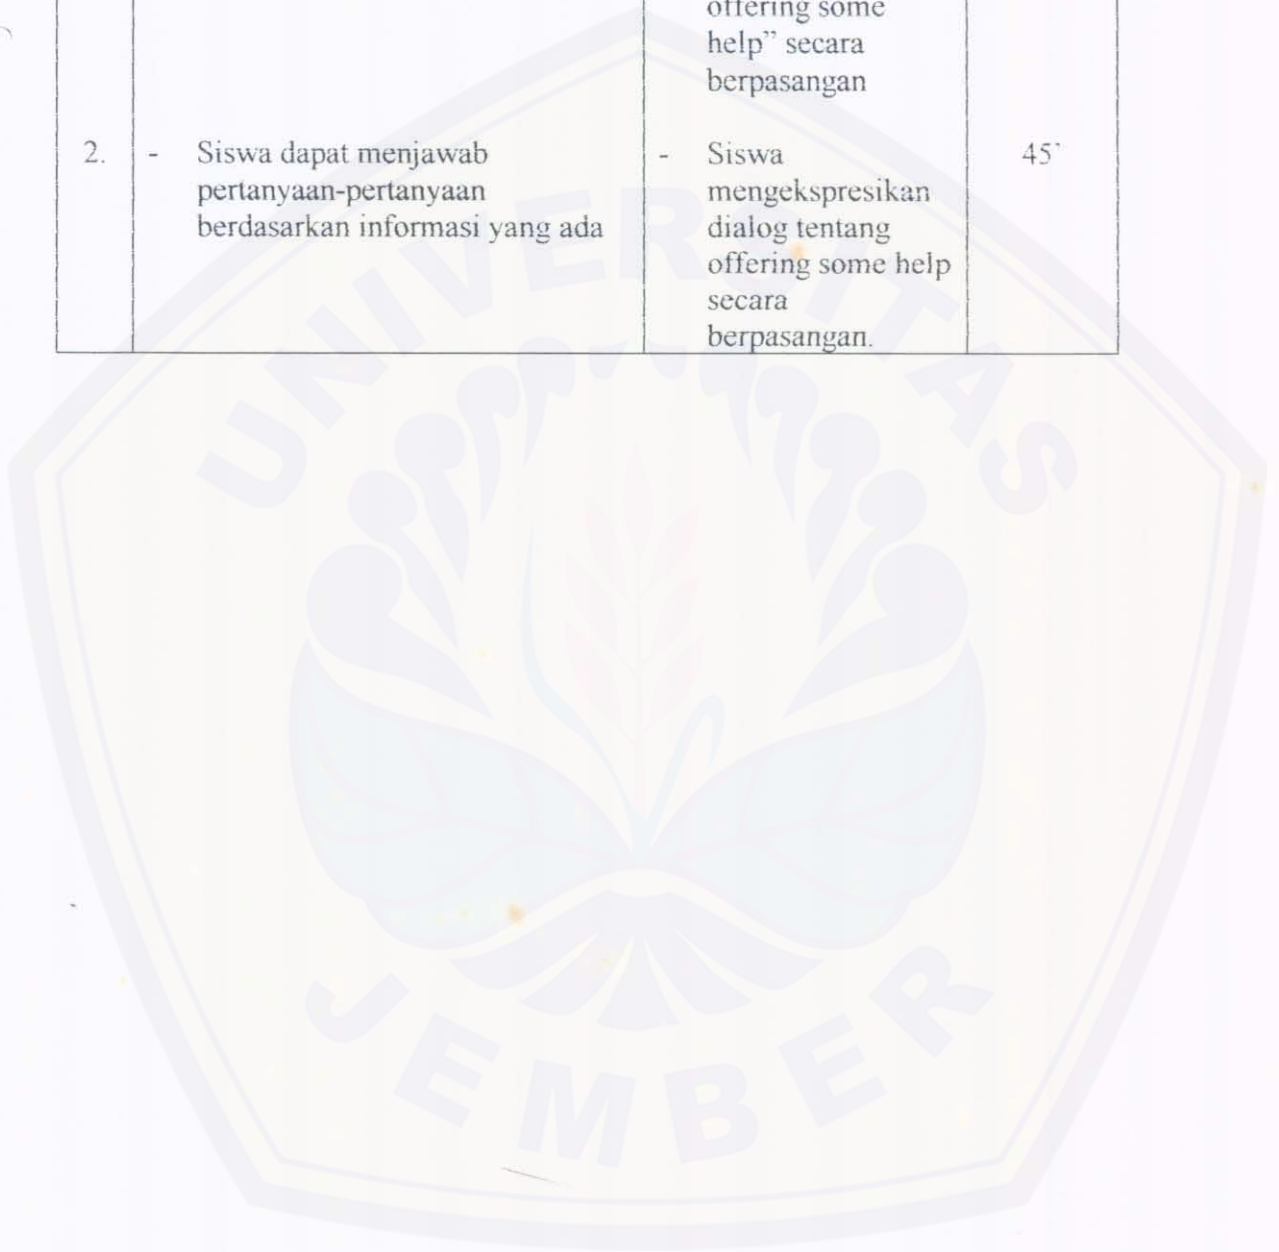 offering some
help” secara
berpasangan
2. - Siswa dapat menjawab - Siswa 45`
pertanyaan-pertanyaan mengekspresikan
berdasarkan informasi yang ada dialog tentang
offering some help
secara
berpasangan.
UNIVERSITAS
JEMBER